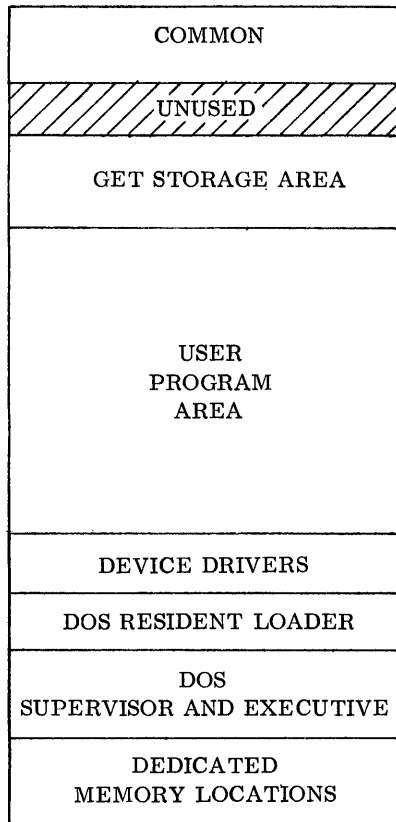 COMMON
UNUSED
GET STORAGE AREA
USER
PROGRAM
AREA
DEVICE DRIVERS
DOS RESIDENT LOADER
DOS
SUPERVISOR AND EXECUTIVE
DEDICATED
MEMORY LOCATIONS